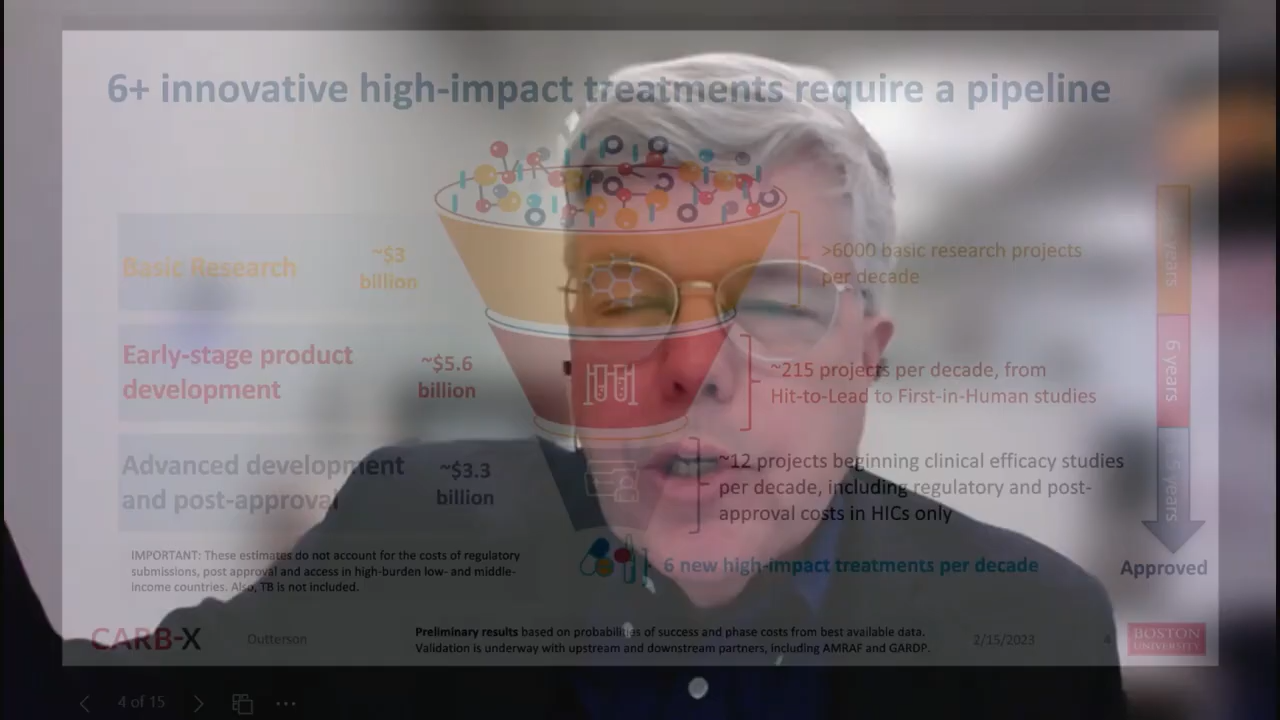 6+ innovative high-impact treatments require a pipeline
Basic Research
~$3
billion
>6000 basic research projects
per decade
years
Early-stage product
development
~$5.6
billion
~215 projects per decade, from
Hit-to-Lead to First-in-Human studies
6 years
Advanced development
and post-approval
~$3.3
billion
~12 projects beginning clinical efficacy studies
per decade, including regulatory and post-
approval costs in HICs only
years
IMPORTANT: These estimates do not account for the costs of regulatory
submissions, post approval and access in high-burden low- and middle-
income countries. Also, TB is not included.
6 new high-impact treatments per decade
Approved
CARB-X
Outterson
Preliminary results based on probabilities of success and phase costs from best available data.
Validation is underway with upstream and downstream partners, including AMRAF and GARDP.
2/15/2023
4
BOSTON
UNIVERSITY
4 of 15